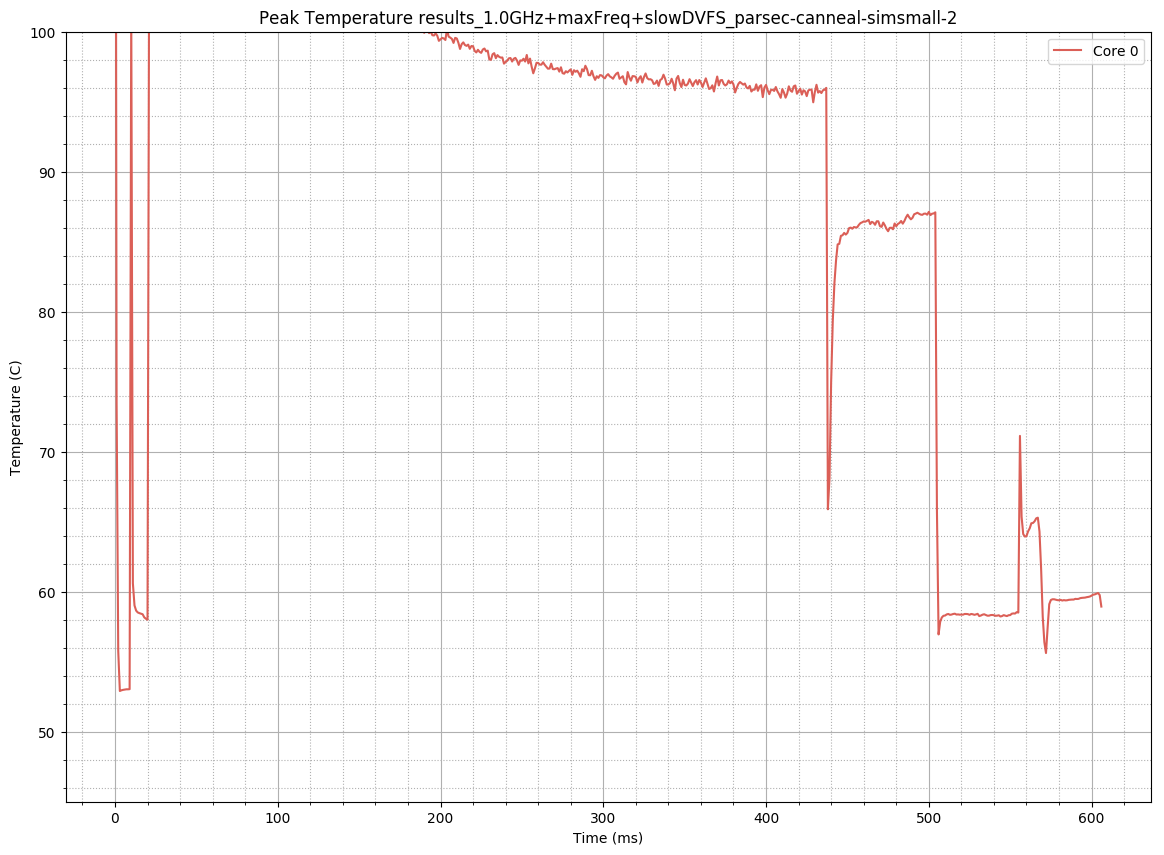 Peak Temperature results_1.0GHz+maxFreq+slowDVFS_parsec-canneal-simsmall-2
Core 0
Temperature (C)
100
90
80
70
60
50
0 100 200 300 400 500 600
Time (ms)